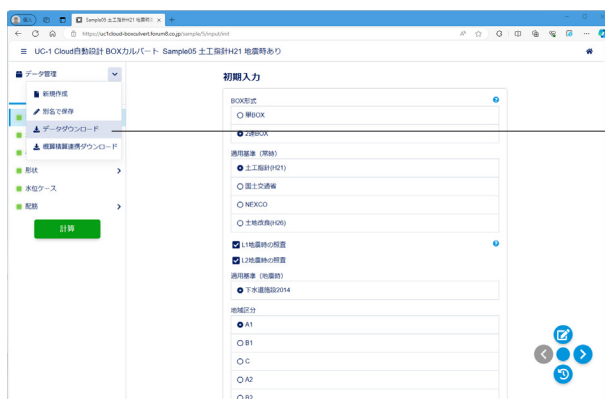 個人
Sample05 土工指針H21 地震時あ
https://uc1cloud-boxculvert.forum8.co.jp/sample/5/input/init
UC-1 Cloud自動設計 BOXカルバート Sample05 土工指針H21 地震時あり
データ管理
新規作成
別名で保存
データダウンロード
概算積算連携ダウンロード
形状
水位ケース
配筋
計算
初期入力
BOX形式
単BOX
2連BOX
適用基準（常時）
土工指針(H21)
国土交通省
NEXCO
土地改良(H26)
L1地震時の照査
L2地震時の照査
適用基準（地震時）
下水道施設2014
地域区分
A1
B1
C
A2
B2